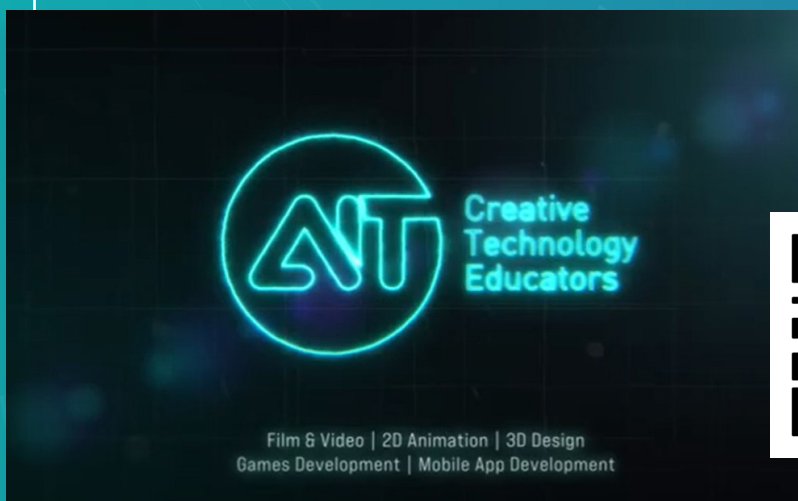 AIT
Creative
Technology
Educators
Film & Video | 2D Animation | 3D Design
Games Development | Mobile App Development